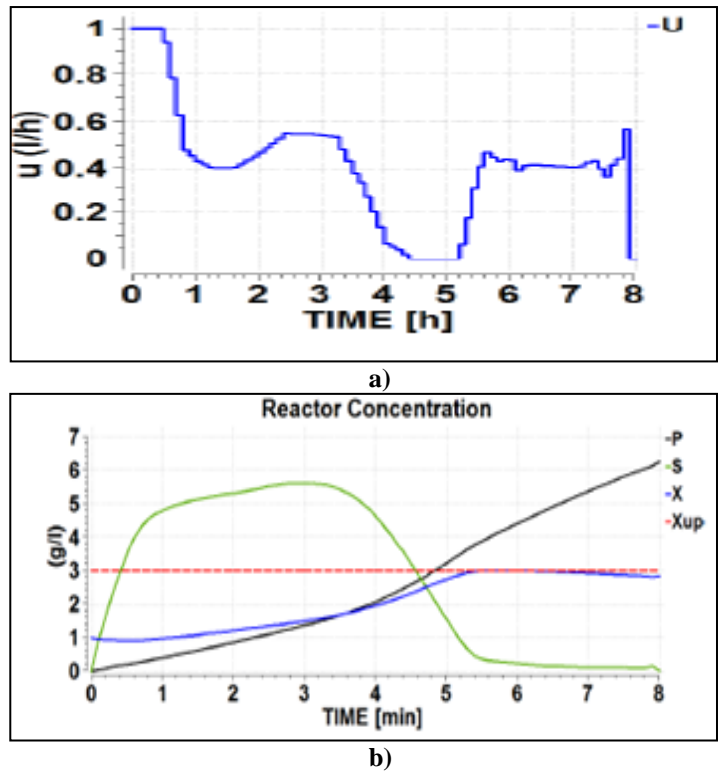 1
0.8
0.6
0.4
0.2
0
u (l/h)
0 1 2 3 4 5 6 7 8
TIME [h]
U
a)
Reactor Concentration
7
6
5
4
3
2
1
0
(g/l)
0 1 2 3 4 5 6 7 8
TIME [min]
P
S
X
Xup
b)